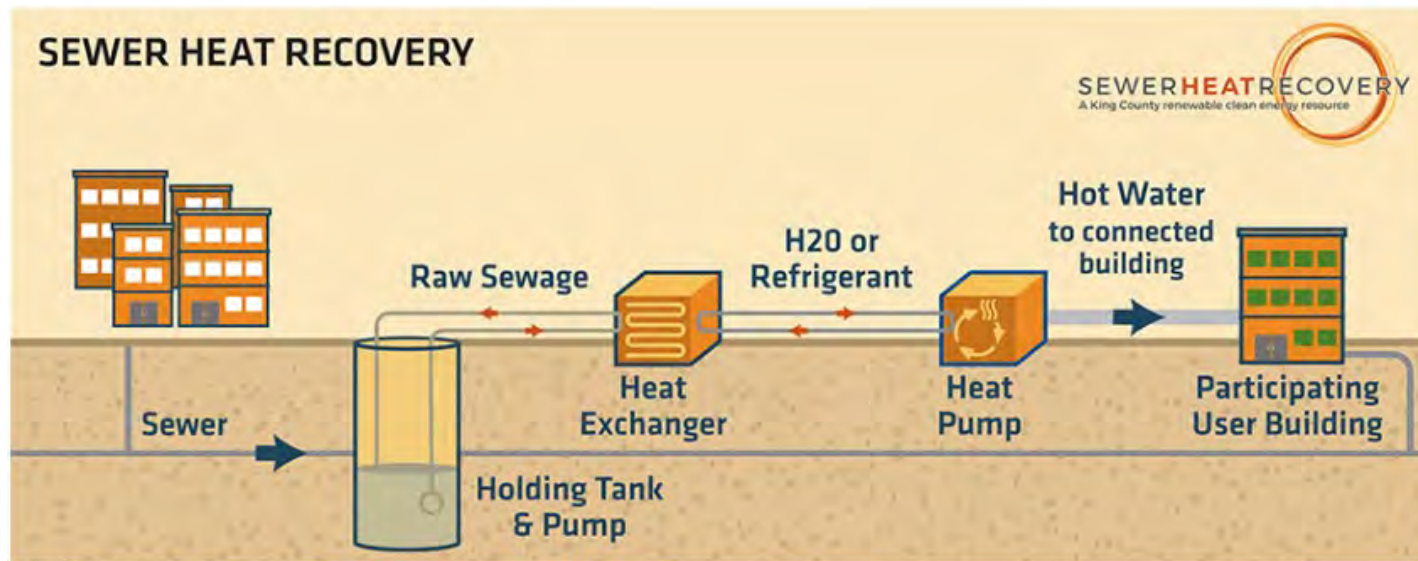 SEWER HEAT RECOVERY
SEWERHEATRECOVERY
A King County renewable clean energy resource
Hot Water
to connected
building
H20 or
Refrigerant
Raw Sewage
Heat
Exchanger
Heat
Pump
Participating
User Building
Sewer
Holding Tank
& Pump